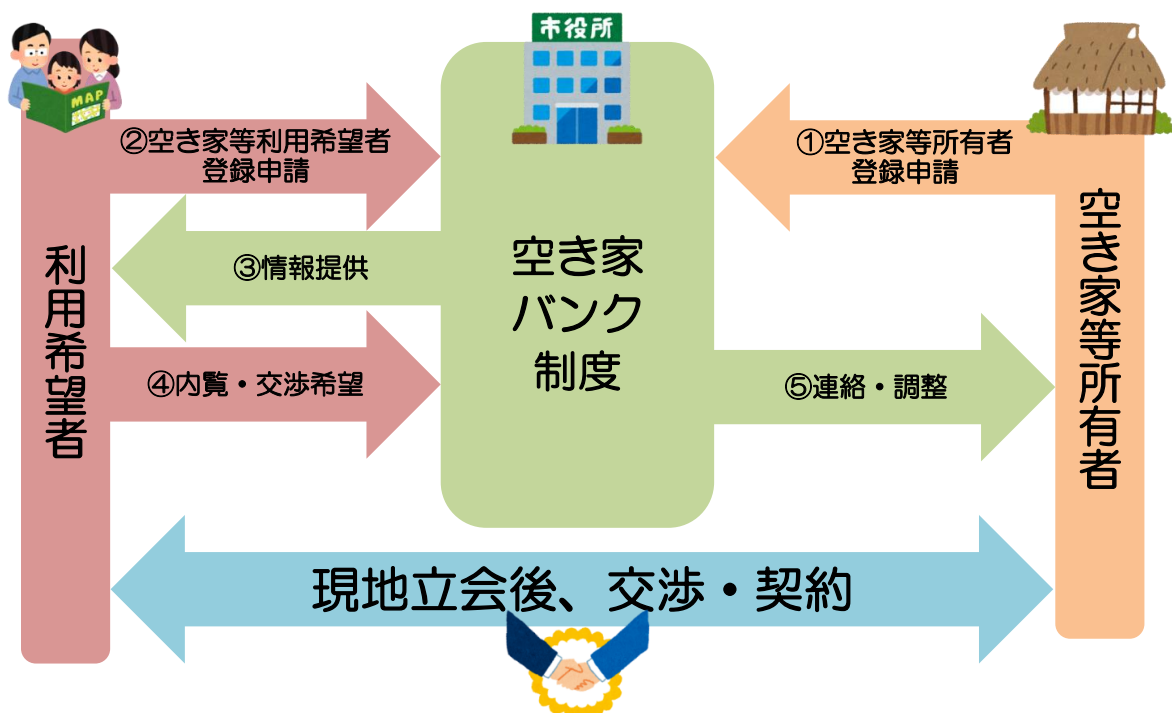 市役所
MAP
②空き家等利用希望者
登録申請
①空き家等所有者
登録申請
③情報提供
空き家
バンク
制度
④内覧・交渉希望
⑤連絡・調整
利用希望者
空き家等所有者
現地立会後、交渉・契約